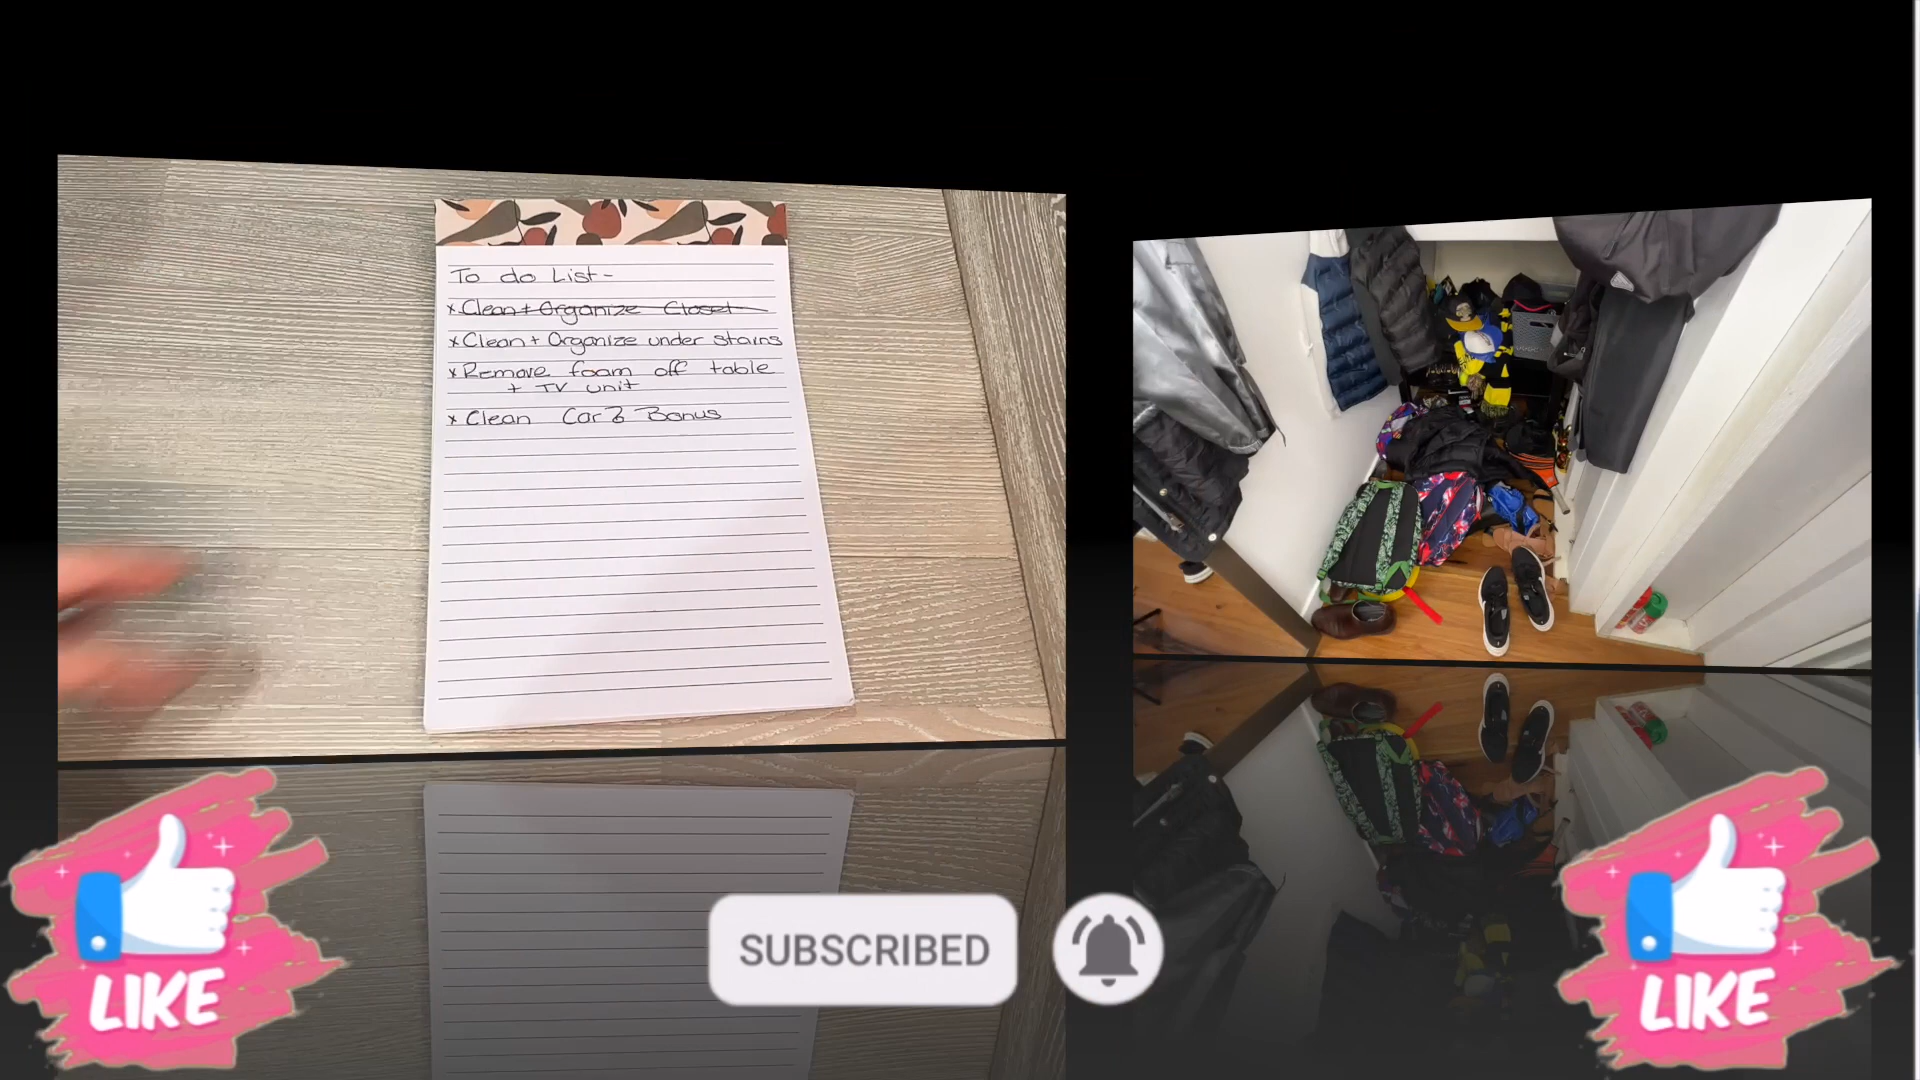 To do List-
x Clean + Organize Closet
x Clean + Organize under stairs
x Remove foam off table
+ TV unit
x Clean Car Bonus
SUBSCRIBED
LIKE
LIKE